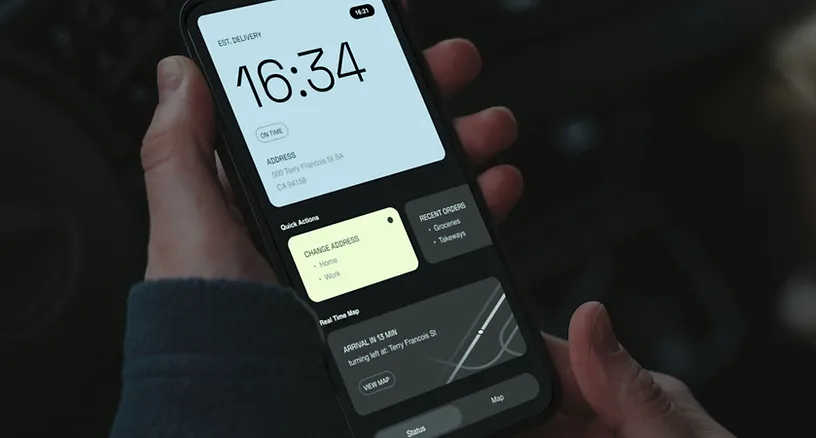 16:21
EST. DELIVERY
16:34
ON TIME
ADDRESS
500 Terry Francois St SA
CA 94158
Quick Actions
CHANGE ADDRESS
• Home
• Work
RECENT ORDERS
• Groceries
• Takeways
Real Time Map
ARRIVAL IN 13 MIN
turning left at: Terry Francois St
VIEW MAP
Status
Map